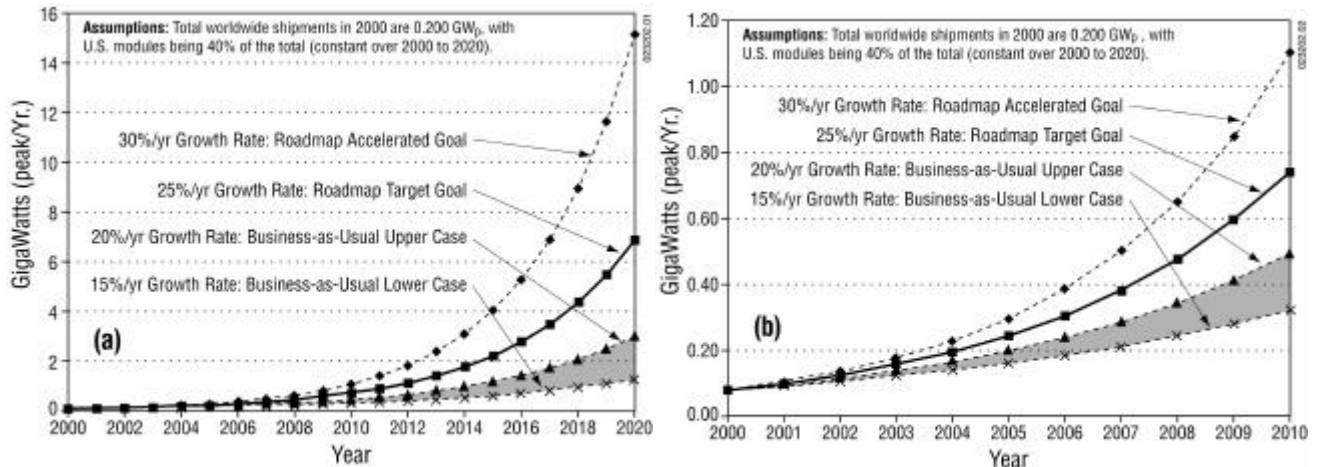 Assumptions: Total worldwide shipments in 2000 are 0.200 GWp, with
U.S. modules being 40% of the total (constant over 2000 to 2020).
023202.01
GigaWatts (peak/Yr.)
16
14
12
10
8
6
4
2
0
30%/yr Growth Rate: Roadmap Accelerated Goal
25%/yr Growth Rate: Roadmap Target Goal
20%/yr Growth Rate: Business-as-Usual Upper Case
15%/yr Growth Rate: Business-as-Usual Lower Case
(a)
2000 2002 2004 2006 2008 2010 2012 2014 2016 2018 2020
Year
Assumptions: Total worldwide shipments in 2000 are 0.200 GWp , with
U.S. modules being 40% of the total (constant over 2000 to 2020).
023202.02
GigaWatts (peak/Yr.)
1.20
1.00
0.80
0.60
0.40
0.20
0.00
30%/yr Growth Rate: Roadmap Accelerated Goal
25%/yr Growth Rate: Roadmap Target Goal
20%/yr Growth Rate: Business-as-Usual Upper Case
15%/yr Growth Rate: Business-as-Usual Lower Case
(b)
2000 2001 2002 2003 2004 2005 2006 2007 2008 2009 2010
Year